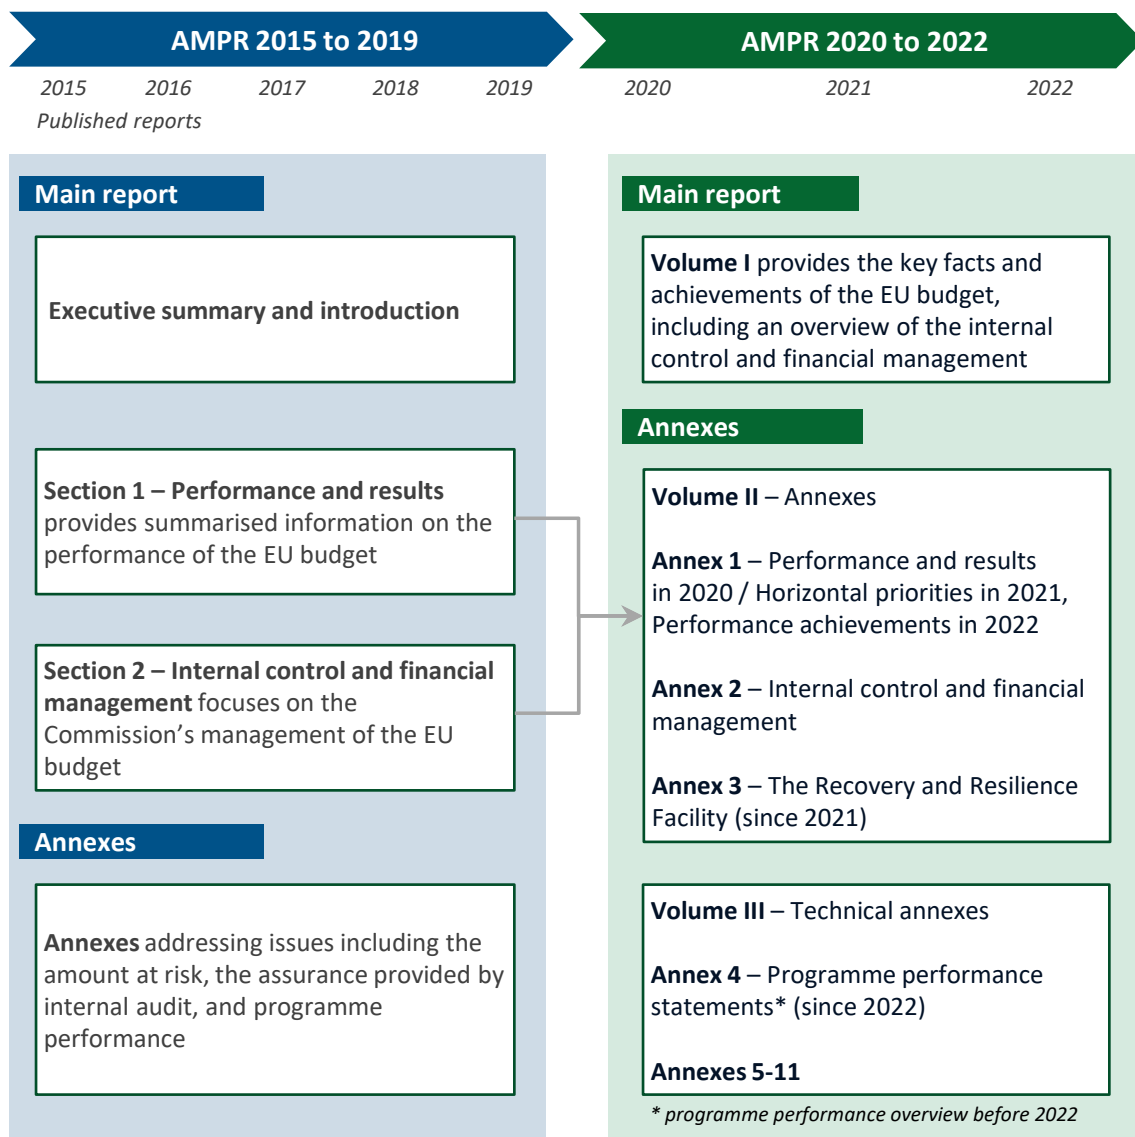 AMPR 2015 to 2019
2015 2016 2017 2018 2019
Published reports
Main report
Executive summary and introduction
Section 1 – Performance and results
provides summarised information on the
performance of the EU budget
Section 2 – Internal control and financial
management focuses on the
Commission’s management of the EU
budget
Annexes
Annexes addressing issues including the
amount at risk, the assurance provided by
internal audit, and programme
performance
AMPR 2020 to 2022
2020 2021 2022
Main report
Volume I provides the key facts and
achievements of the EU budget,
including an overview of the internal
control and financial management
Annexes
Volume II – Annexes
Annex 1 – Performance and results
in 2020 / Horizontal priorities in 2021,
Performance achievements in 2022
Annex 2 – Internal control and financial
management
Annex 3 – The Recovery and Resilience
Facility (since 2021)
Volume III – Technical annexes
Annex 4 – Programme performance
statements* (since 2022)
Annexes 5-11
* programme performance overview before 2022